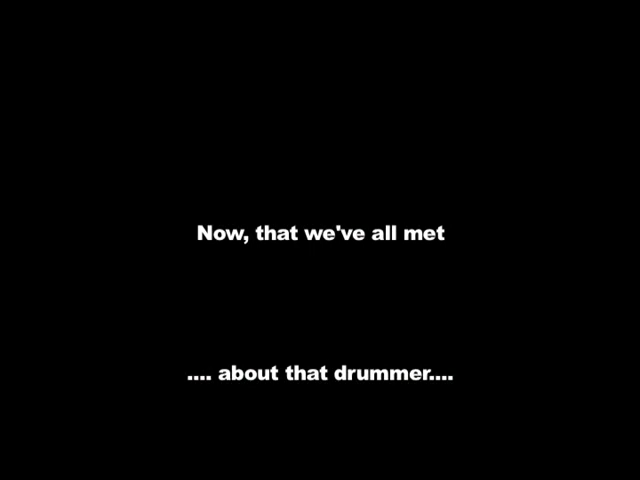 Now, that we've all met
.... about that drummer....